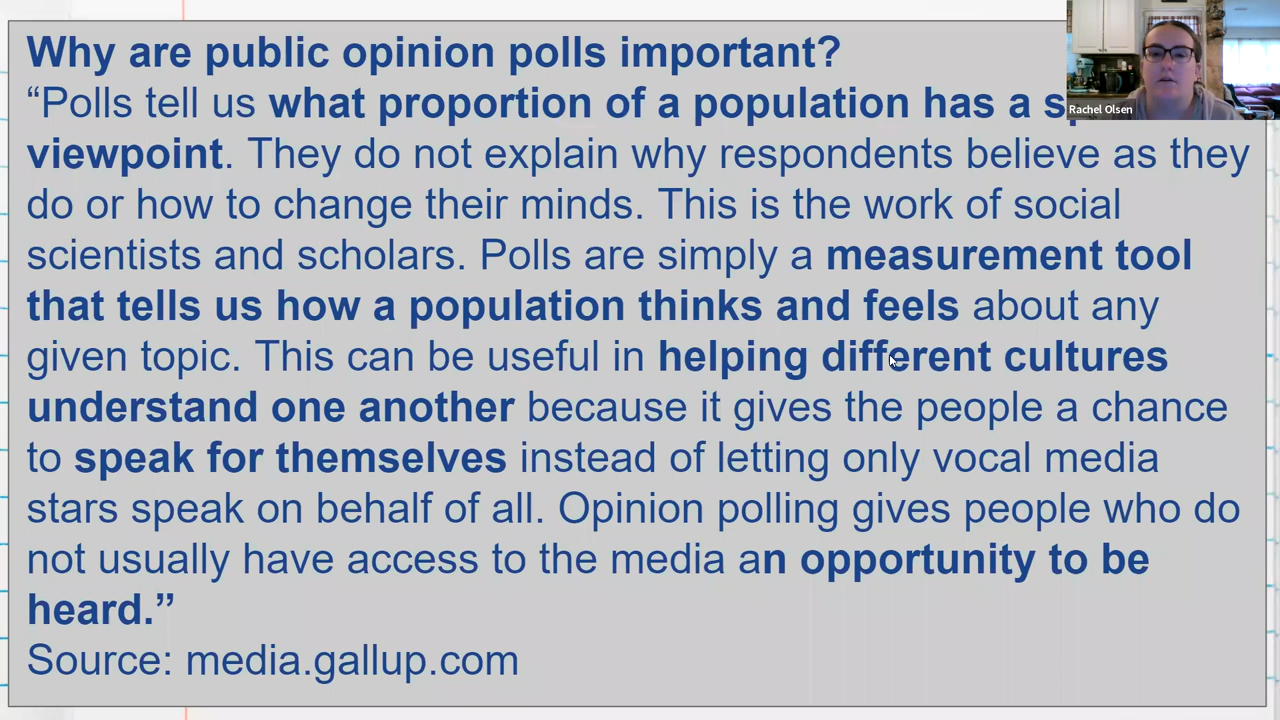 Why are public opinion polls important?
“Polls tell us what proportion of a population has a
viewpoint. They do not explain why respondents believe as they
do or how to change their minds. This is the work of social
scientists and scholars. Polls are simply a measurement tool
that tells us how a population thinks and feels about any
given topic. This can be useful in helping different cultures
understand one another because it gives the people a chance
to speak for themselves instead of letting only vocal media
stars speak on behalf of all. Opinion polling gives people who do
not usually have access to the media an opportunity to be
heard.”
Source: media.gallup.com
Rachel Olsen